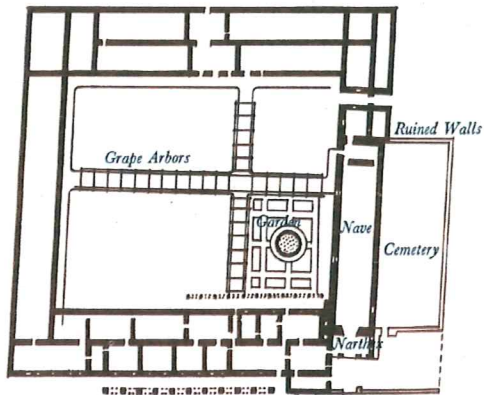 Ruined Walls
Grape Arbors
Garden
Nave
Cemetery
Narthex